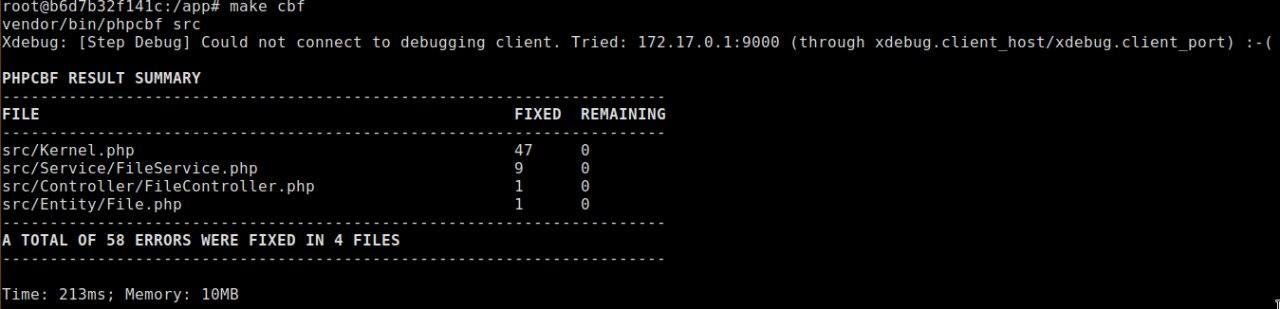 root@b6d7b32f141c:/app# make cbf
vendor/bin/phpcbf src
Xdebug: [Step Debug] Could not connect to debugging client. Tried: 172.17.0.1:9000 (through xdebug.client_host/xdebug.client_port) :-(
PHPCBF RESULT SUMMARY
----------------------------------------------------------------------
FILE                                                  FIXED  REMAINING
----------------------------------------------------------------------
src/Kernel.php                                        47     0
src/Service/FileService.php                           9      0
src/Controller/FileController.php                     1      0
src/Entity/File.php                                   1      0
----------------------------------------------------------------------
A TOTAL OF 58 ERRORS WERE FIXED IN 4 FILES
----------------------------------------------------------------------
Time: 213ms; Memory: 10MB